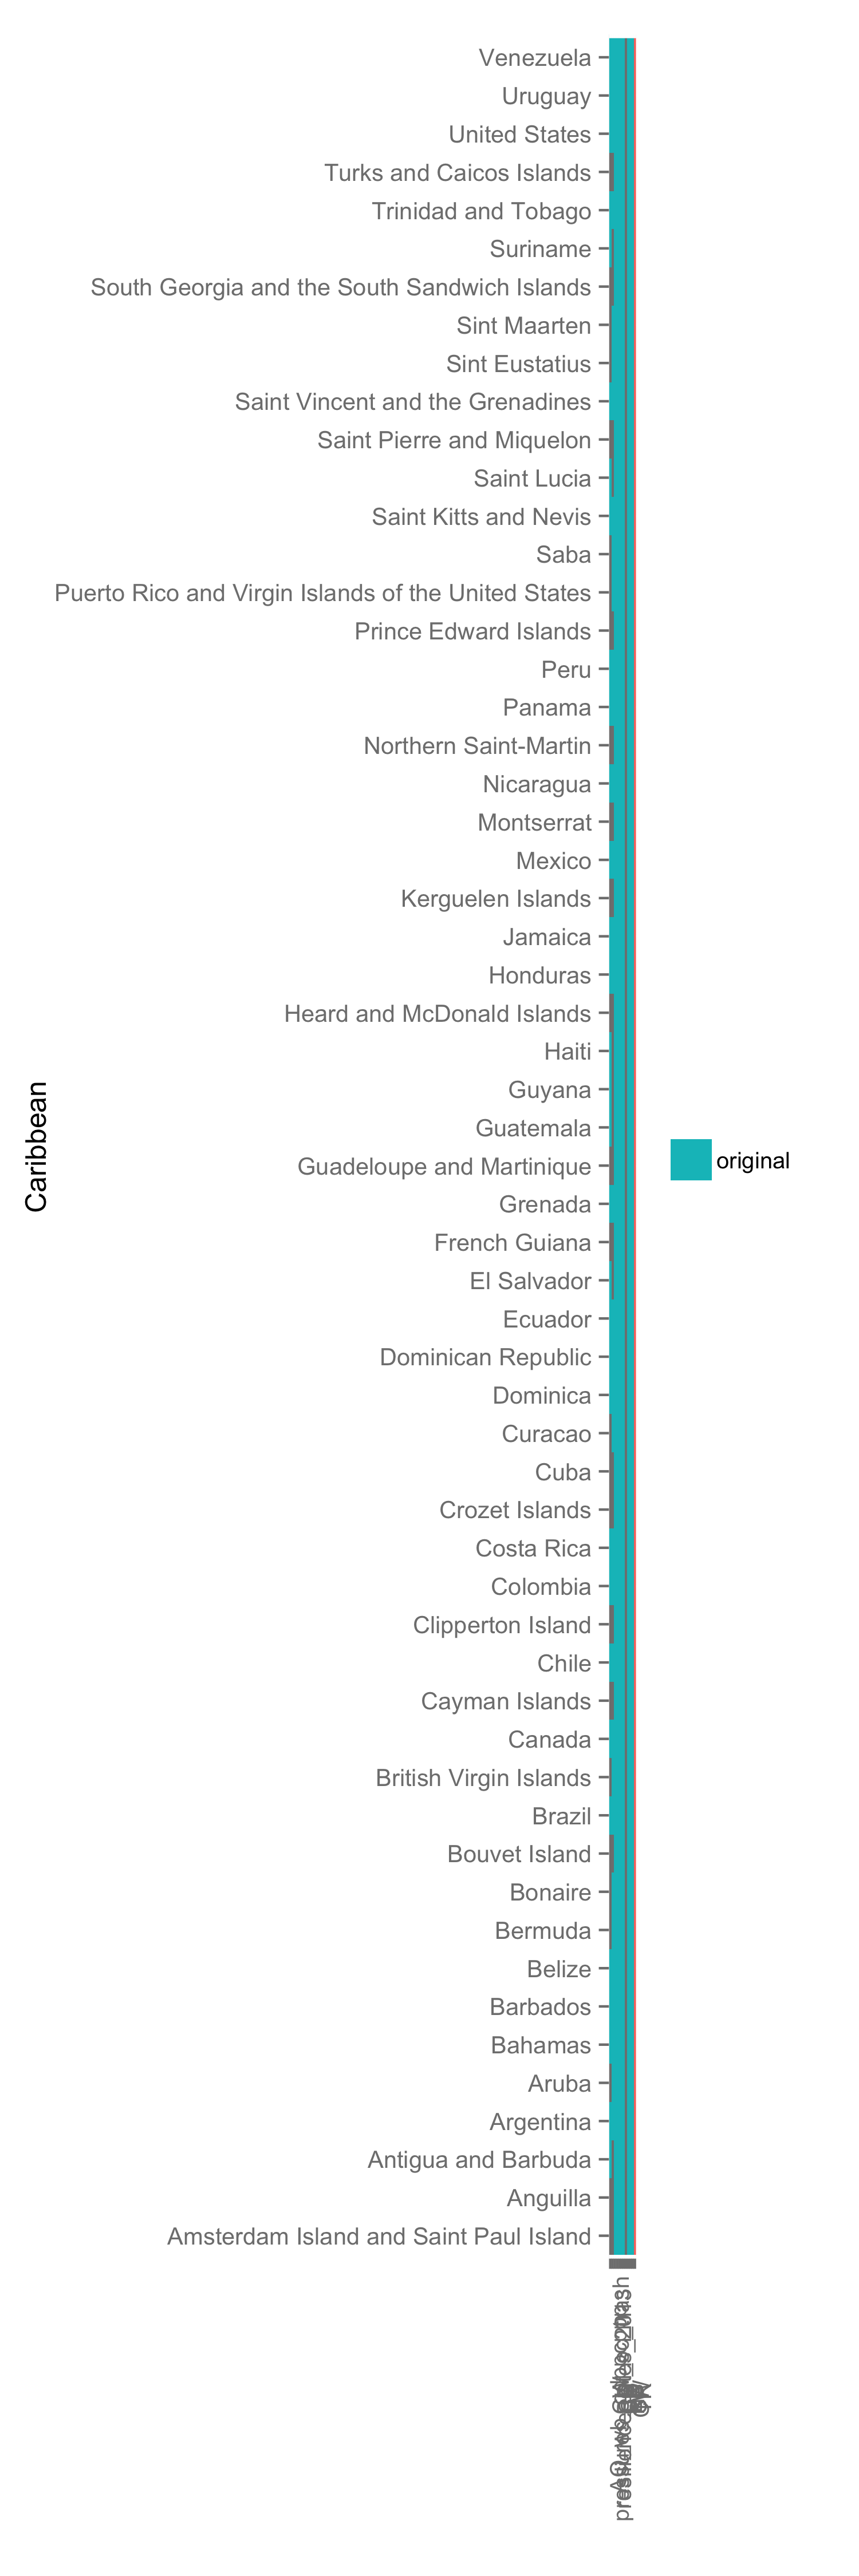 Venezuela
Uruguay
United States
Turks and Caicos Islands
Trinidad and Tobago
Suriname
South Georgia and the South Sandwich Islands
Sint Maarten
Sint Eustatius
Saint Vincent and the Grenadines
Saint Pierre and Miquelon
Saint Lucia
Saint Kitts and Nevis
Saba
Puerto Rico and Virgin Islands of the United States
Prince Edward Islands
Peru
Panama
Northern Saint-Martin
Nicaragua
Montserrat
Mexico
Kerguelen Islands
Jamaica
Honduras
Heard and McDonald Islands
Haiti
Guyana
Guatemala
Guadeloupe and Martinique
Grenada
French Guiana
El Salvador
Ecuador
Dominican Republic
Dominica
Curacao
Cuba
Crozet Islands
Costa Rica
Colombia
Clipperton Island
Chile
Cayman Islands
Canada
British Virgin Islands
Brazil
Bouvet Island
Bonaire
Bermuda
Belize
Barbados
Bahamas
Aruba
Argentina
Antigua and Barbuda
Anguilla
Amsterdam Island and Saint Paul Island
Caribbean
original